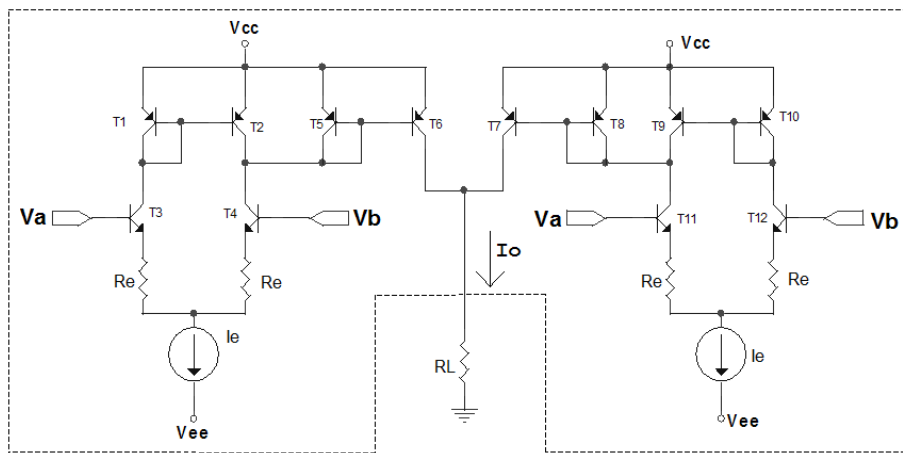 Vcc
Vcc
T1
T2
T5
T6
T7
T8
T9
T10
Va
T3
T4
Vb
Va
T11
T12
Vb
Io
Re
Re
Re
Re
Ie
RL
Ie
Vee
Vee